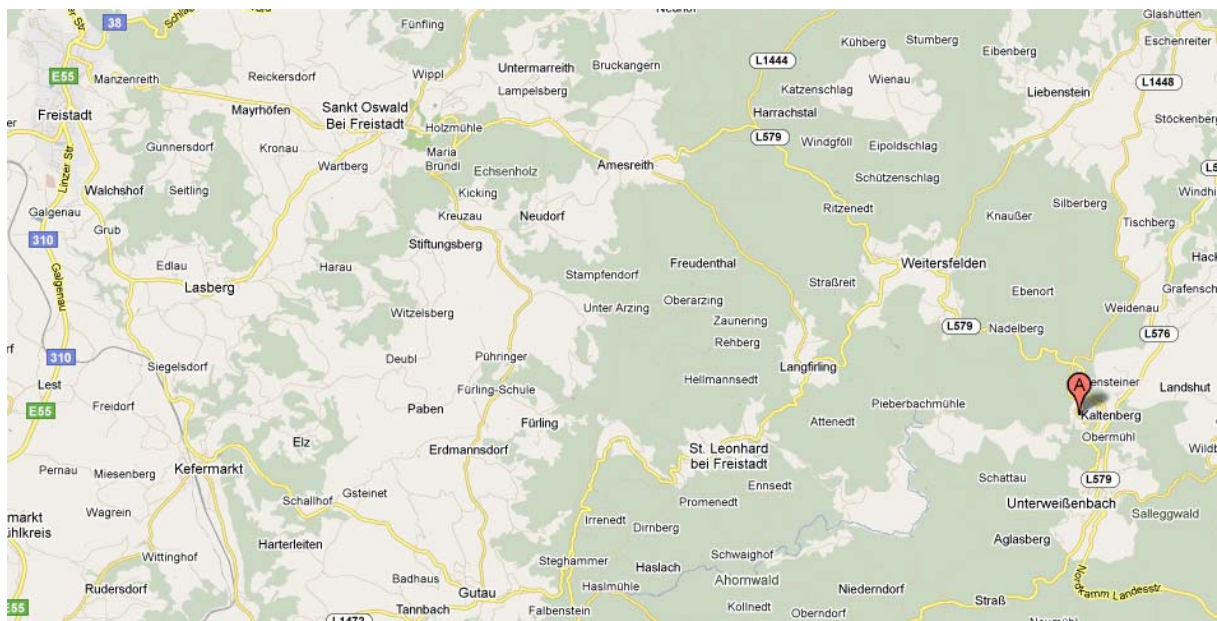 Fünfling
Neuhof
Glashütten
38
Kühberg
Stumberg
Eschenreiter
Eibenberg
E55
Wippl
Untermarreith
Bruckangern
L1444
Wienau
Manzenreith
Reickersdorf
Lampelsberg
Katzenschlag
Liebenstein
L1448
Freistadt
Mayrhöfen
Sankt Oswald
Bei Freistadt
Harrachstal
Stöckenberg
Holzmühle
L579
Windgföll
Eipoldschlag
Gunnersdorf
Kronau
Maria
Bründl
Linzer Str.
Wartberg
Echsenholz
Amesreith
Schützenschlag
Walchshof
Seitling
Kicking
Silberberg
Galgenau
Kreuzau
Neudorf
Ritzenedt
Knaußer
Tischberg
Grub
310
Stiftungsberg
Edlau
Harau
Freudenthal
Weitersfelden
Galgenau
Lasberg
Stampfendorf
Straßreit
Ebenort
Unter Arzing
Oberarzing
Weidenau
Witzelsberg
Zaunering
L579
Nadelberg
L576
Rehberg
310
Deubl
Pühringer
Siegelsdorf
Langfirling
Lest
Fürling-Schule
Hellmannsedt
A
ensteiner
Landshut
E55
Freidorf
Paben
Pieberbachmühle
Kaltenberg
Fürling
Attenedt
Obermühl
Elz
Erdmannsdorf
St. Leonhard
bei Freistadt
Pernau
Miesenberg
Kefermarkt
Schattau
L579
Ennsedt
Gsteinet
Schallhof
Promenedt
Unterweißenbach
Wagrein
Salleggwald
Irrenedt
Dirnberg
Harterleiten
Aglasberg
Wittinghof
Steghammer
Schwaighof
Haslach
Badhaus
Ahornwald
Rudersdorf
Gutau
Haslmühle
Niederndorf
Nordkamm Landesstr
Straß
Tannbach
Falbenstein
Kollnedt
Oberndorf